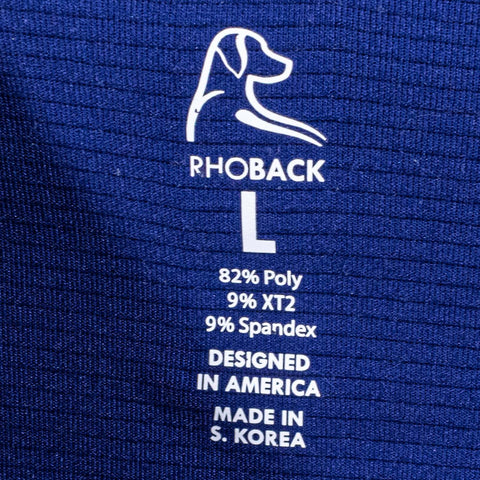 RHOBACK
L
82% Poly
9% XT2
9% Spandex
DESIGNED
IN AMERICA
MADE IN
S. KOREA